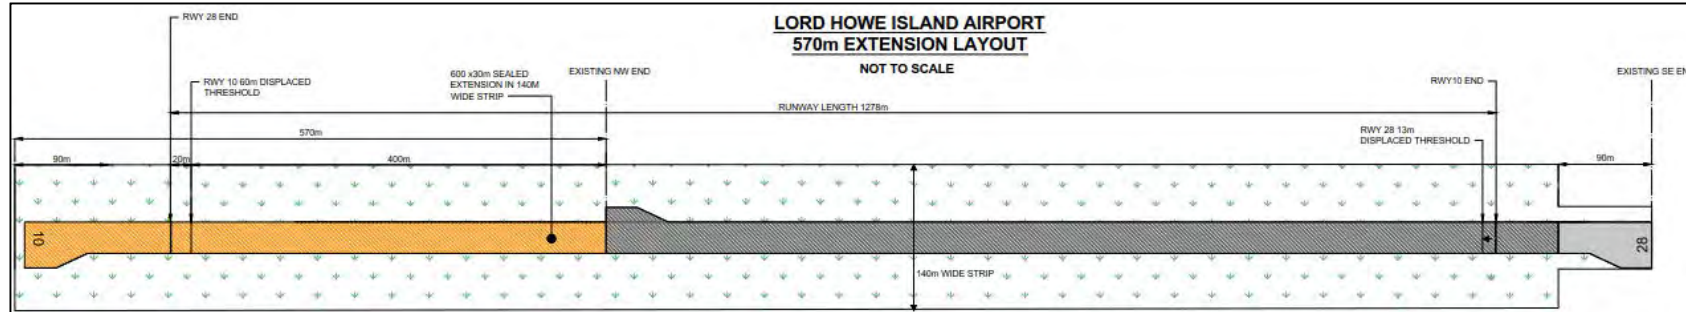 LORD HOWE ISLAND AIRPORT
570m EXTENSION LAYOUT
NOT TO SCALE
RWY 28 END
RWY 10 60m DISPLACED
THRESHOLD
600 x30m SEALED
EXTENSION IN 140M
WIDE STRIP
EXISTING NW END
RWY10 END
EXISTING SE EN
RUNWAY LENGTH 1278m
570m
RWY 28 13m
DISPLACED THRESHOLD
90m
20m
400m
90m
10
28
140m WIDE STRIP